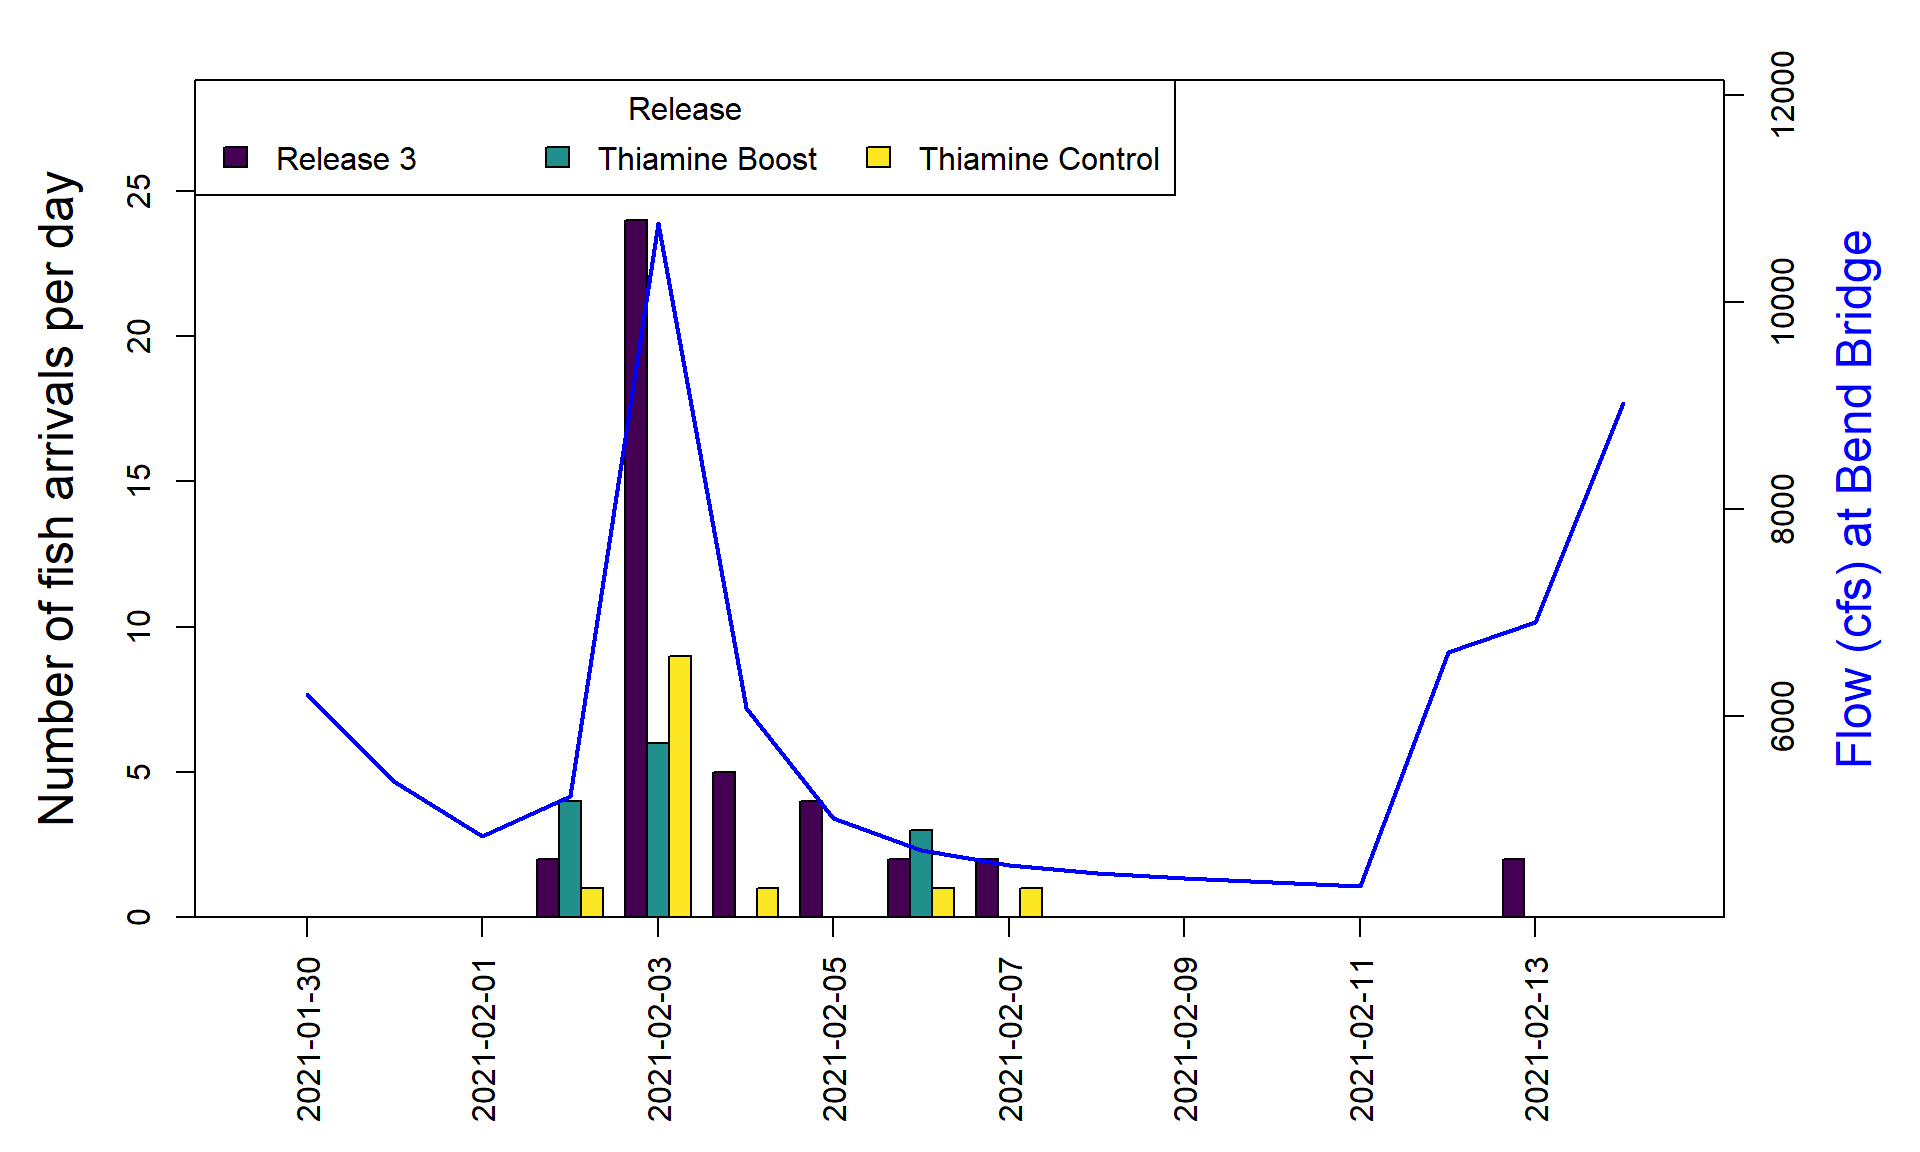 Release
Release 3 Thiamine Boost Thiamine Control
Number of fish arrivals per day
25
20
15
10
5
0
12000
10000
8000
6000
Flow (cfs) at Bend Bridge
2021-01-30 2021-02-01 2021-02-03 2021-02-05 2021-02-07 2021-02-09 2021-02-11 2021-02-13